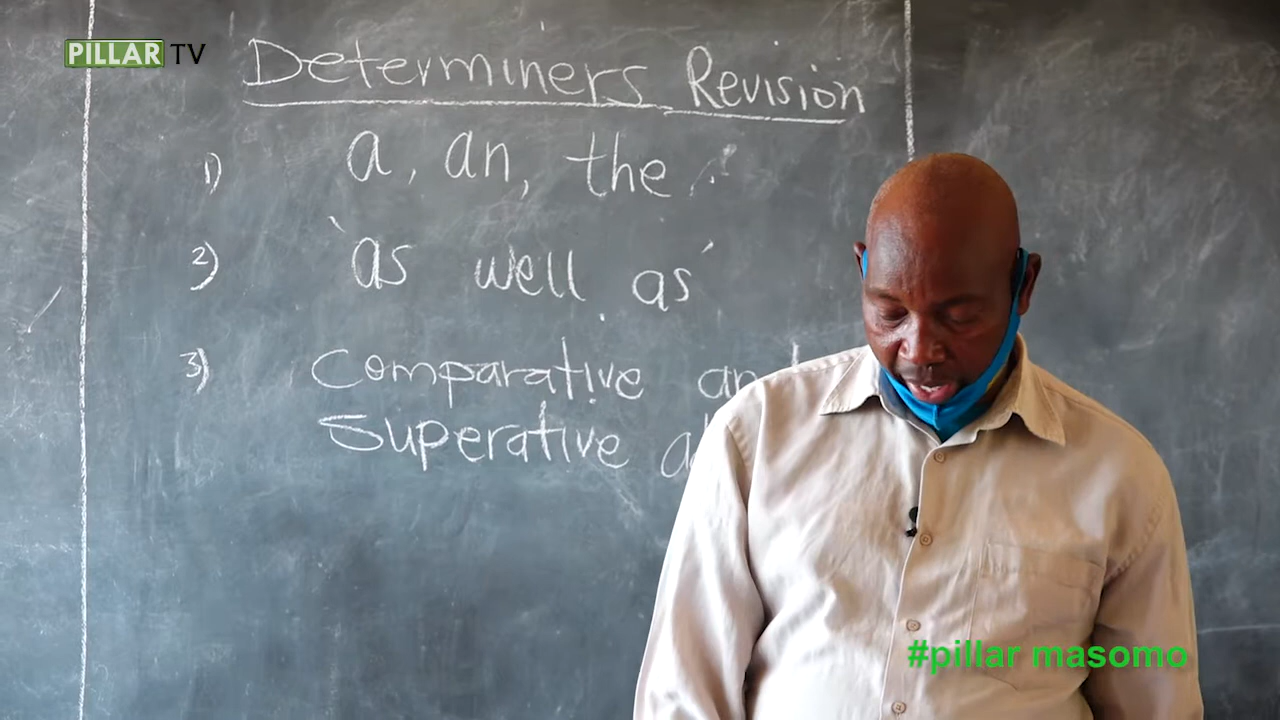 PILLAR TV
Determiners Revision
1) a, an, the
2) 'as well as'
3) Comparative
Superative
#pillar masomo